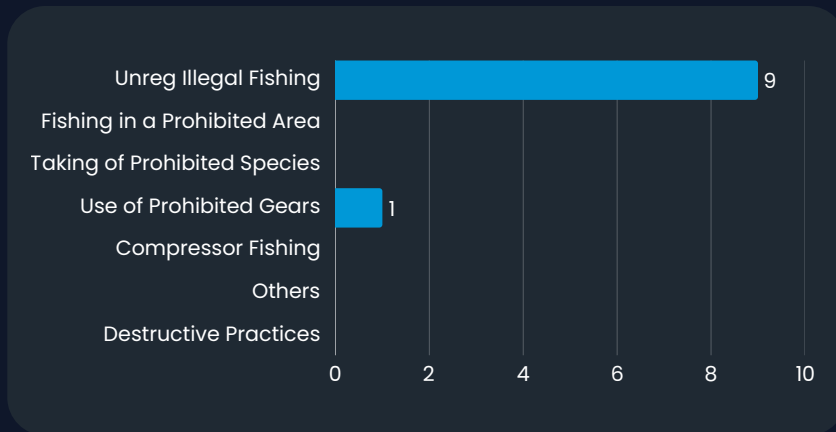 Unreg Illegal Fishing
9
Fishing in a Prohibited Area
Taking of Prohibited Species
Use of Prohibited Gears
1
Compressor Fishing
Others
Destructive Practices
0 2 4 6 8 10